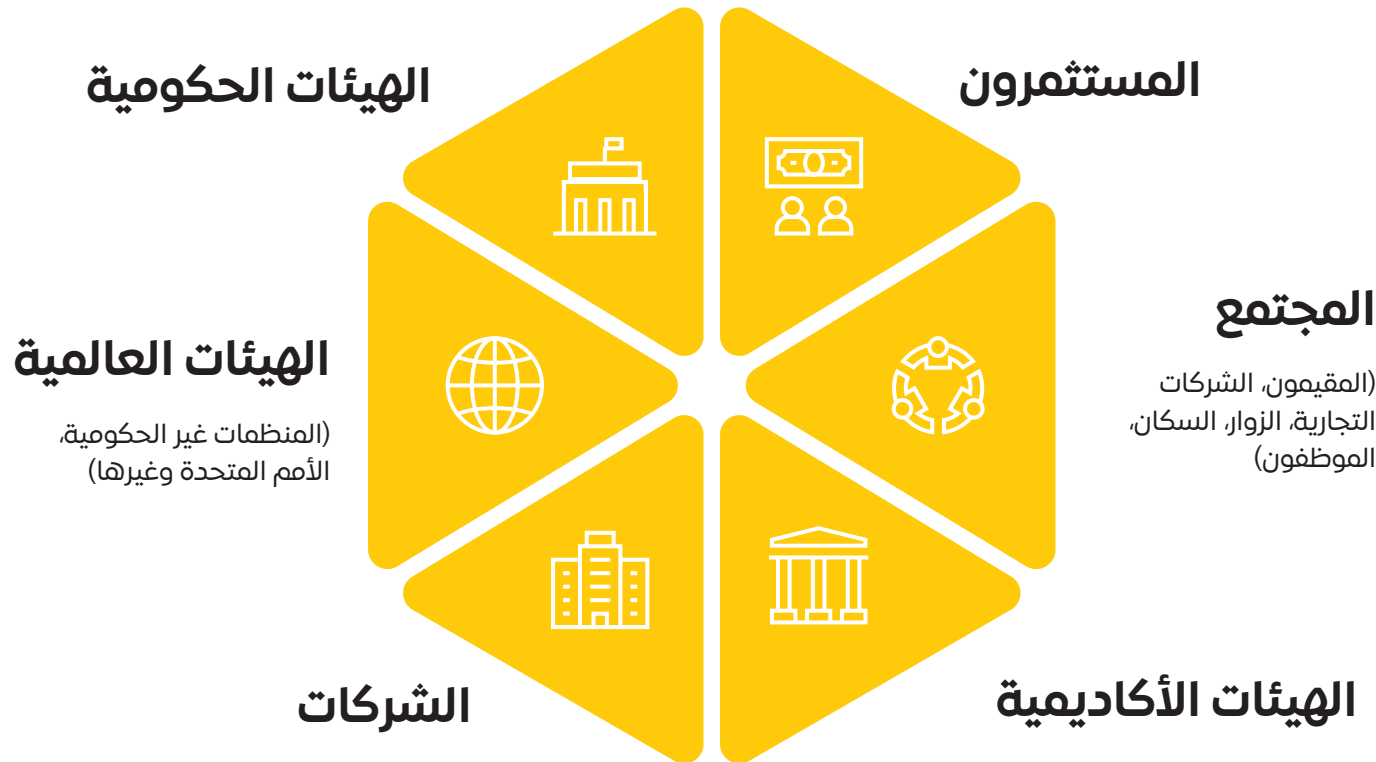 المستثمرون
الهيئات الحكومية
المجتمع
(المقيمون، الشركات
التجارية، الزوار، السكان،
الموظفون)
الهيئات العالمية
(المنظمات غير الحكومية،
الأمم المتحدة وغيرها)
الهيئات الأكاديمية
الشركات